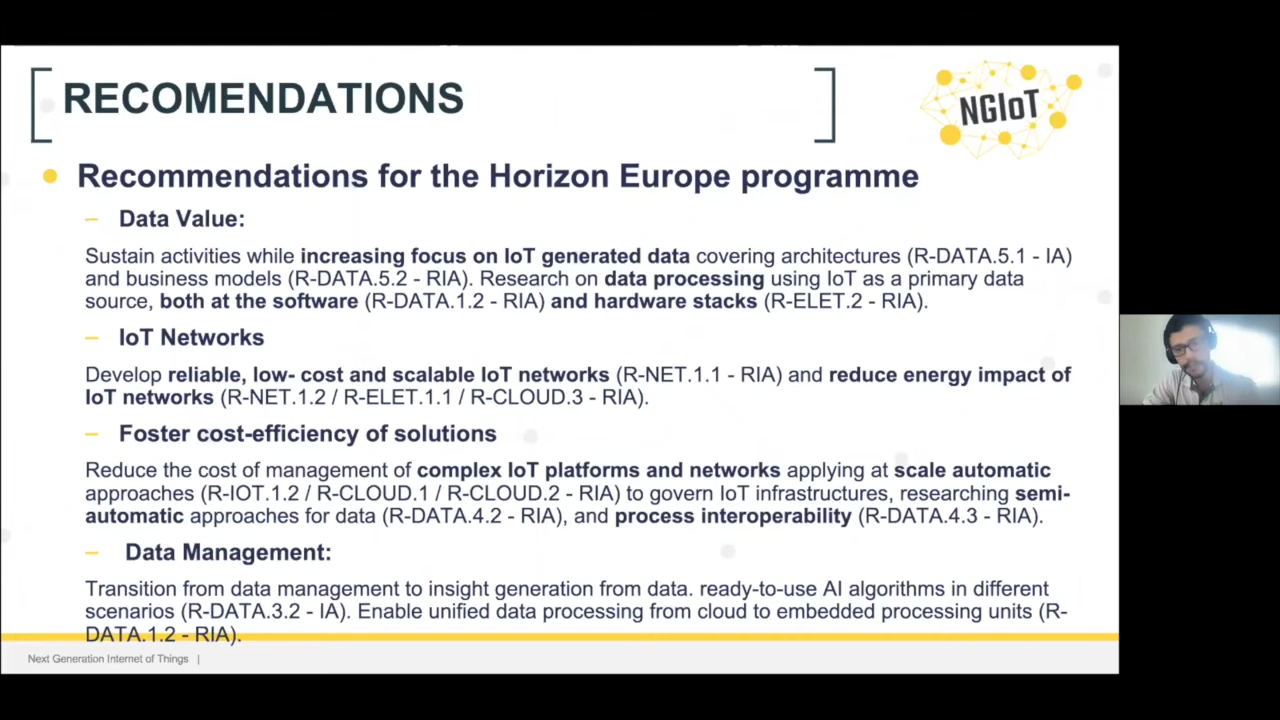 RECOMENDATIONS
NGIoT
Recommendations for the Horizon Europe programme
– Data Value:
Sustain activities while increasing focus on IoT generated data covering architectures (R-DATA.5.1 - IA)
and business models (R-DATA.5.2 - RIA). Research on data processing using IoT as a primary data
source, both at the software (R-DATA.1.2 - RIA) and hardware stacks (R-ELET.2 - RIA).
– IoT Networks
Develop reliable, low- cost and scalable IoT networks (R-NET.1.1 - RIA) and reduce energy impact of
IoT networks (R-NET.1.2 / R-ELET.1.1 / R-CLOUD.3 - RIA).
– Foster cost-efficiency of solutions
Reduce the cost of management of complex IoT platforms and networks applying at scale automatic
approaches (R-IOT.1.2 / R-CLOUD.1 / R-CLOUD.2 - RIA) to govern IoT infrastructures, researching semi-
automatic approaches for data (R-DATA.4.2 - RIA), and process interoperability (R-DATA.4.3 - RIA).
– Data Management:
Transition from data management to insight generation from data. ready-to-use AI algorithms in different
scenarios (R-DATA.3.2 - IA). Enable unified data processing from cloud to embedded processing units (R-
DATA.1.2 - RIA).
Next Generation Internet of Things |